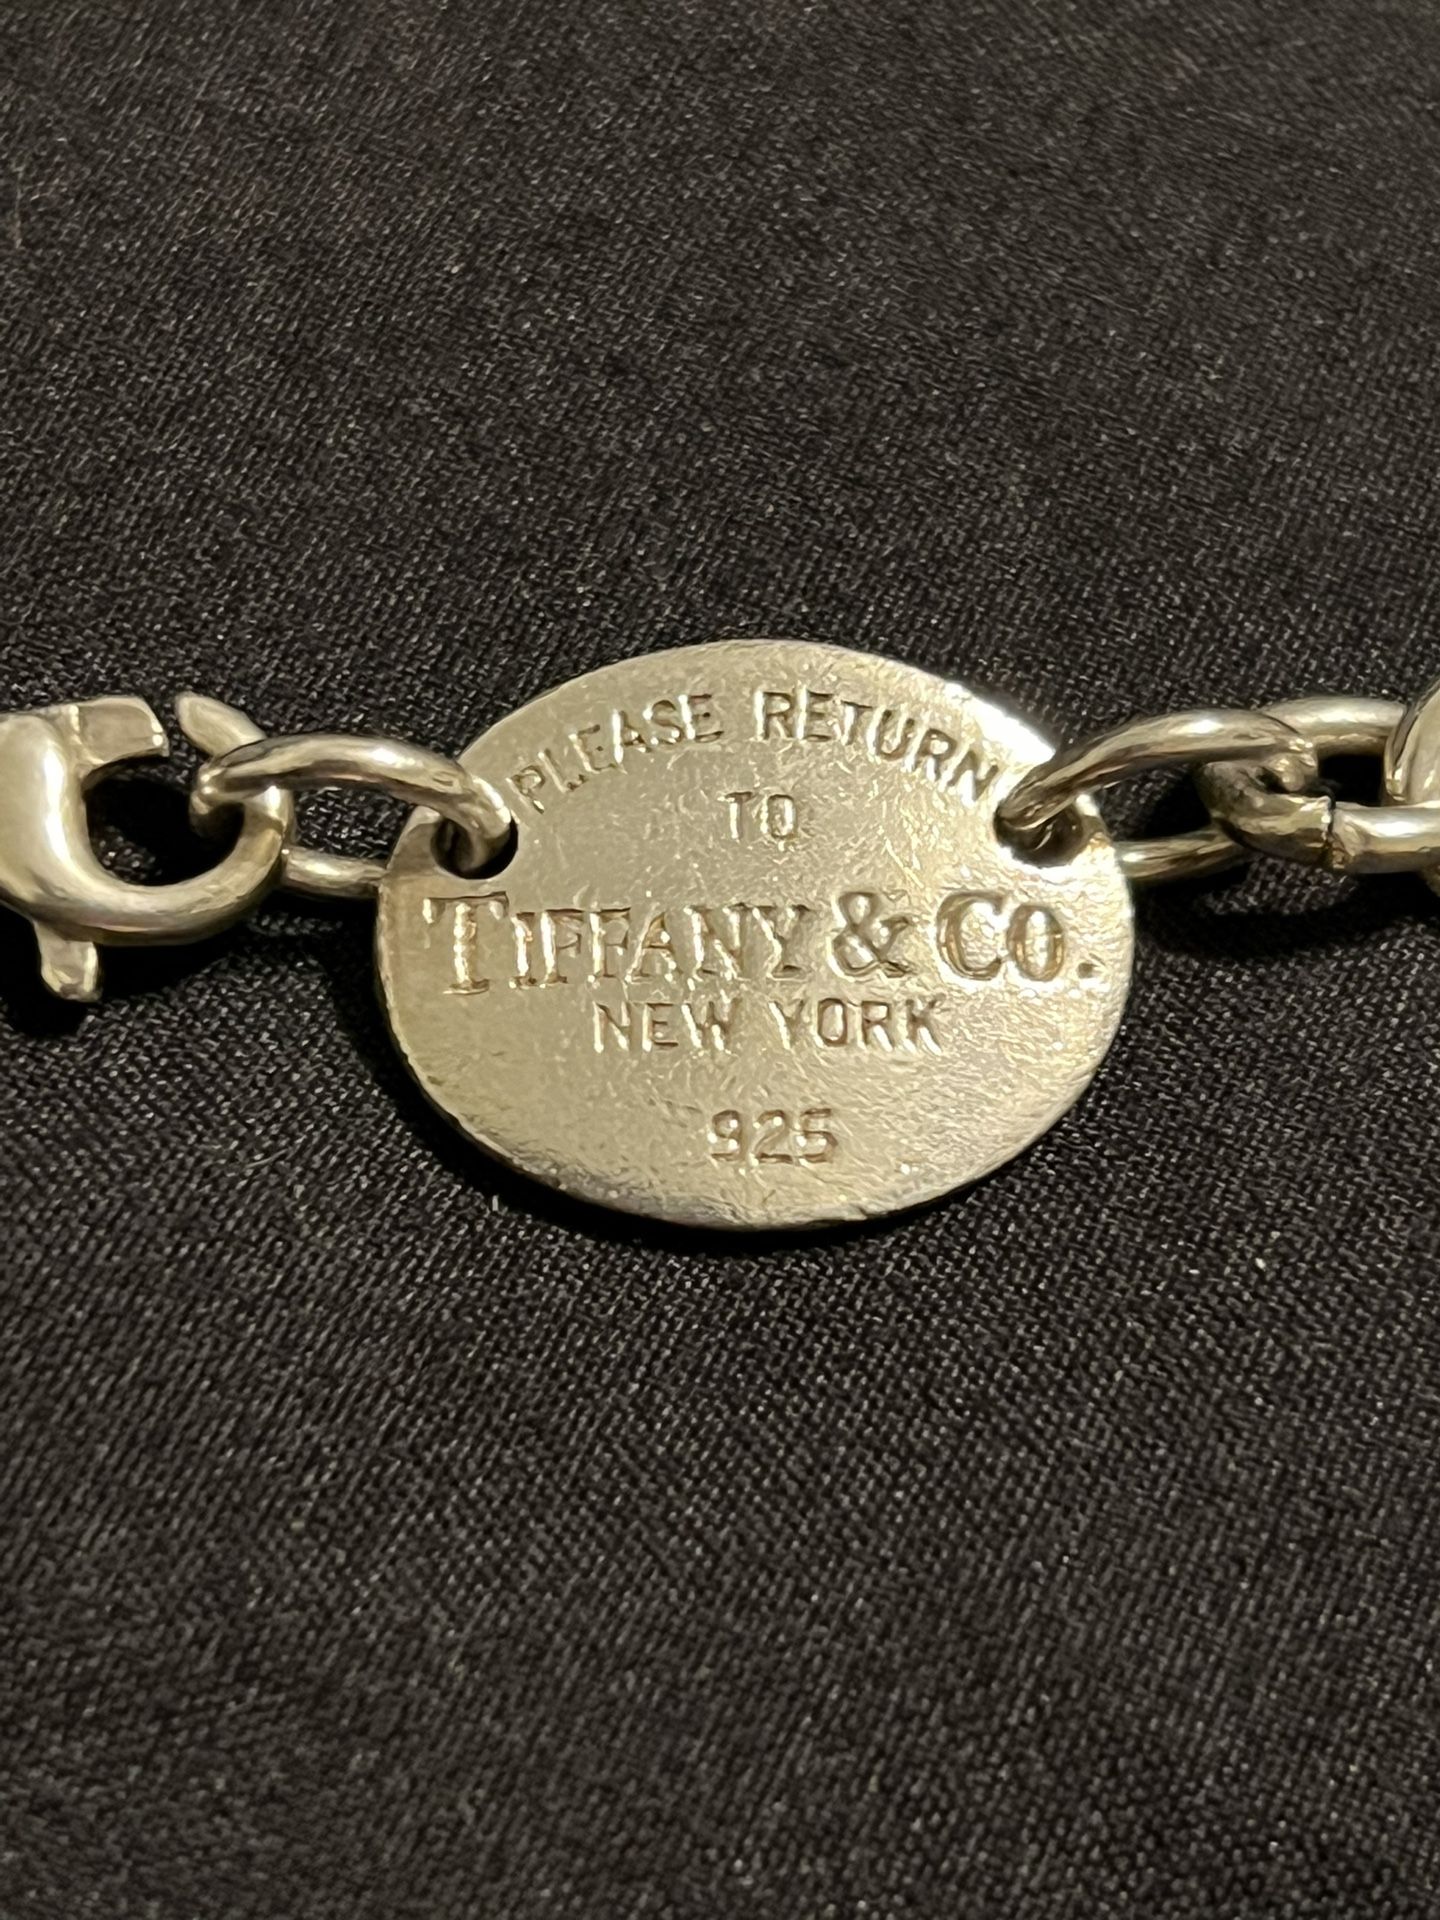 PLEASE RETURN
TO
TIFFANY & CO.
NEW YORK
925